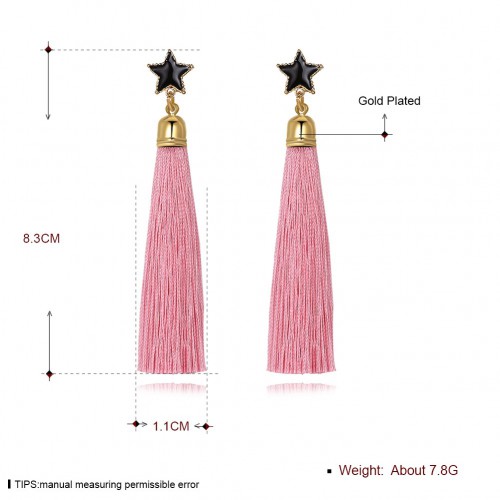 Gold Plated
8.3CM
1.1CM
Weight: About 7.8G
TIPS:manual measuring permissible error